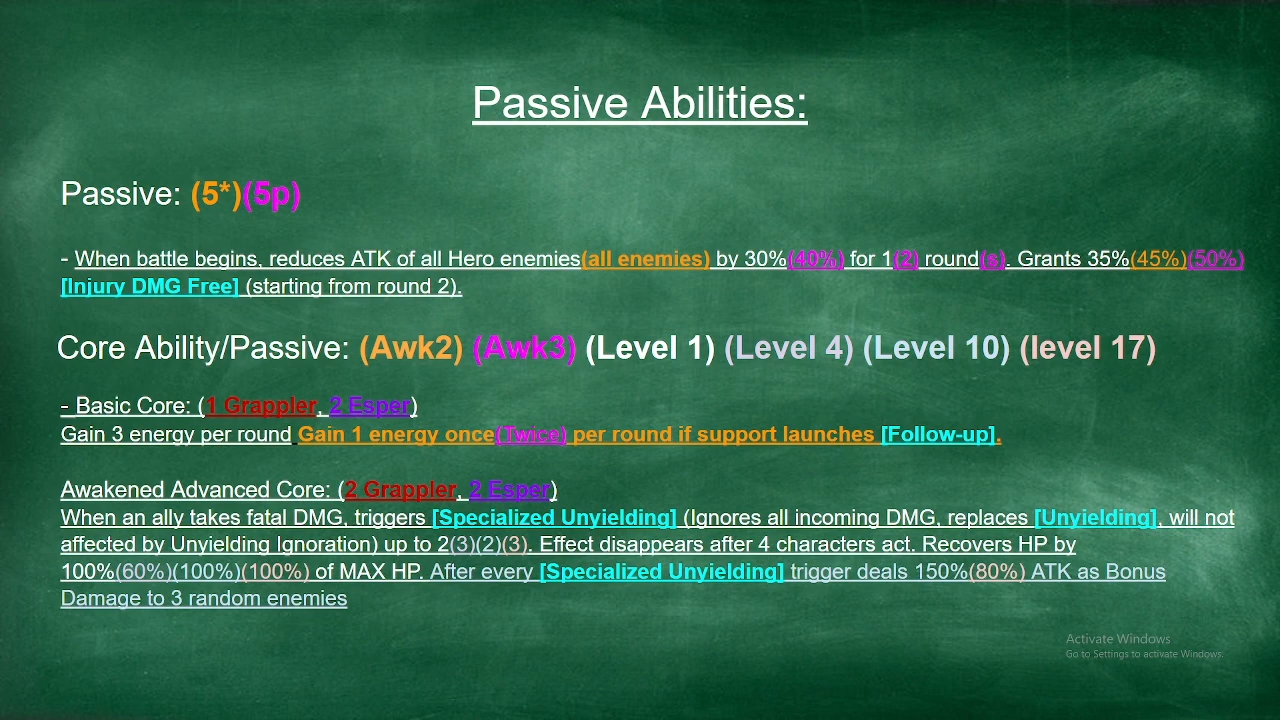 Passive Abilities:
Passive: (5*)(5p)
- When battle begins, reduces ATK of all Hero enemies(all enemies) by 30%(40%) for 1(2) round(s). Grants 35%(45%)(50%)
[Injury DMG Free] (starting from round 2).
Core Ability/Passive: (Awk2) (Awk3) (Level 1) (Level 4) (Level 10) (level 17)
- Basic Core: (1 Grappler, 2 Esper)
Gain 3 energy per round Gain 1 energy once(Twice) per round if support launches [Follow-up].
Awakened Advanced Core: (2 Grappler, 2 Esper)
When an ally takes fatal DMG, triggers [Specialized Unyielding] (Ignores all incoming DMG, replaces [Unyielding], will not
affected by Unyielding Ignoration) up to 2(3)(2)(3). Effect disappears after 4 characters act. Recovers HP by
100%(60%)(100%)(100%) of MAX HP. After every [Specialized Unyielding] trigger deals 150%(80%) ATK as Bonus
Damage to 3 random enemies
Activate Windows
Go to Settings to activate Windows.